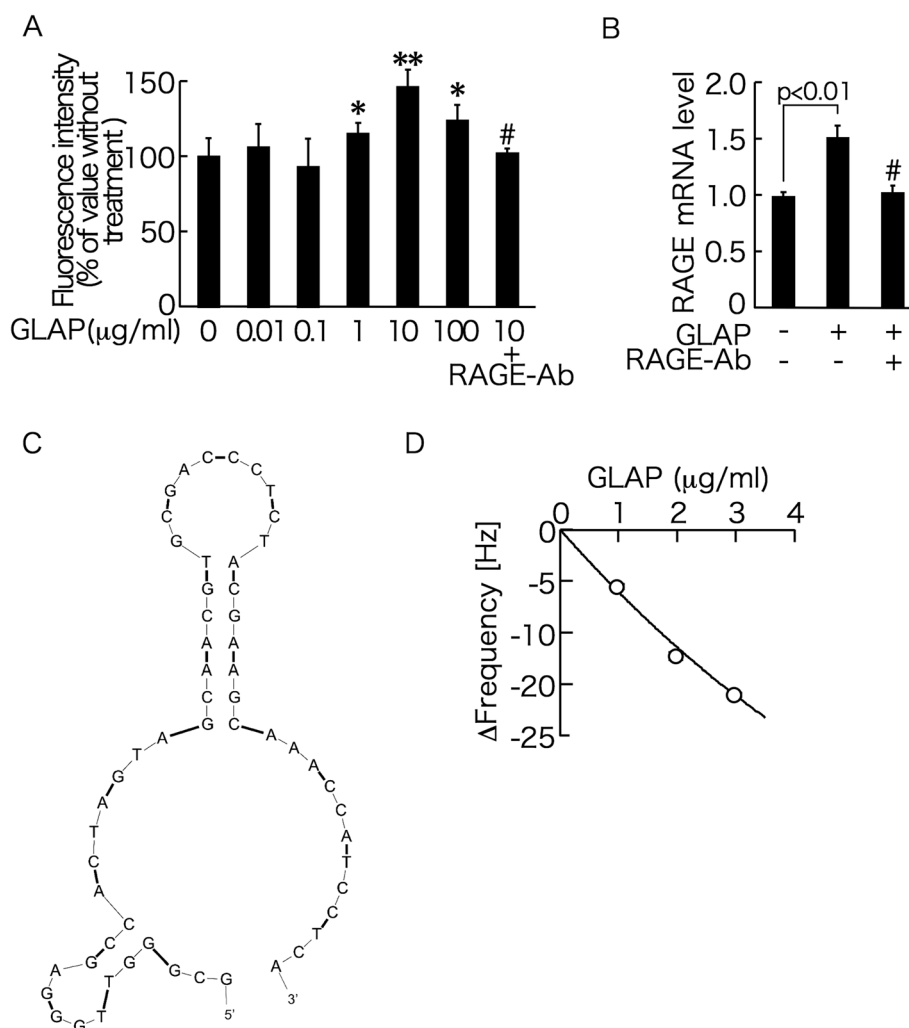 A
Fluorescence intensity
(% of value without
treatment )
150
100
50
0
* ** * #
GLAP(μg/ml) 0 0.01 0.1 1 10 100 10
+
RAGE-Ab
B
RAGE mRNA level
2.0
1.5
1.0
0.5
0
p<0.01
#
GLAP - + +
RAGE-Ab - - +
C
5' G C G G G T T G G G A G C C A C T A G T A G C A A C G T G C G A C C C T C T A C G A A G C A A A C C A T C C T C A 3'
D
GLAP (μg/ml)
0 1 2 3 4
ΔFrequency [Hz]
0
-5
-10
-20
-25